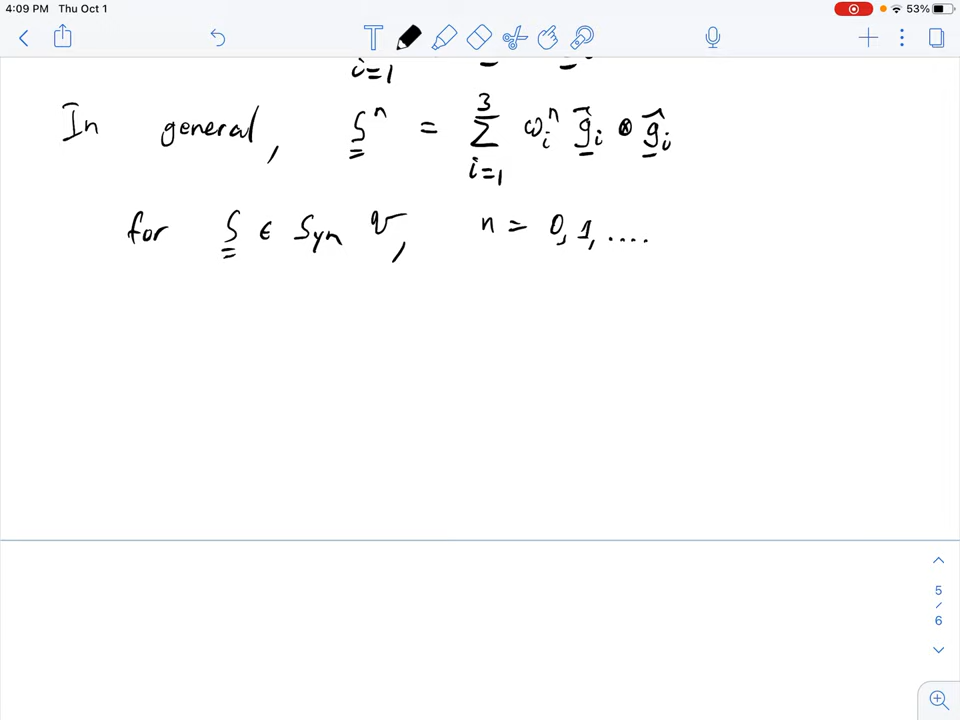 4:09 PM Thu Oct 1
53%
T
i=1
In general, S^n = ∑_{i=1}^{3} ω_i^n ĝ_i ⊗ ĝ_i
for S ∈ Sym V, n = 0, 1, ....
5
/
6